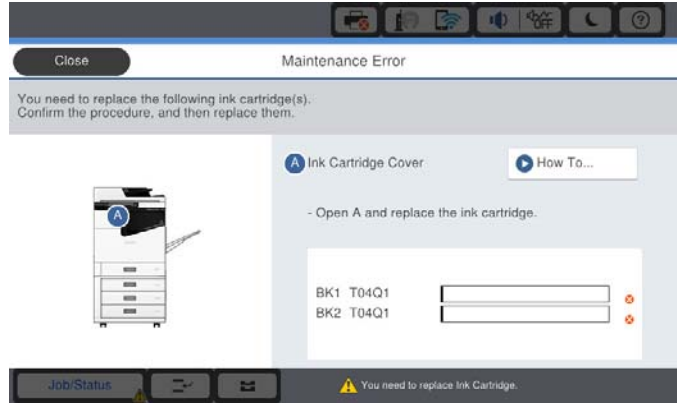 OFF
Close
Maintenance Error
You need to replace the following ink cartridge(s).
Confirm the procedure, and then replace them.
A
Ink Cartridge Cover
How To...
A
- Open A and replace the ink cartridge.
BK1 T04Q1
BK2 T04Q1
Job/Status
You need to replace Ink Cartridge.